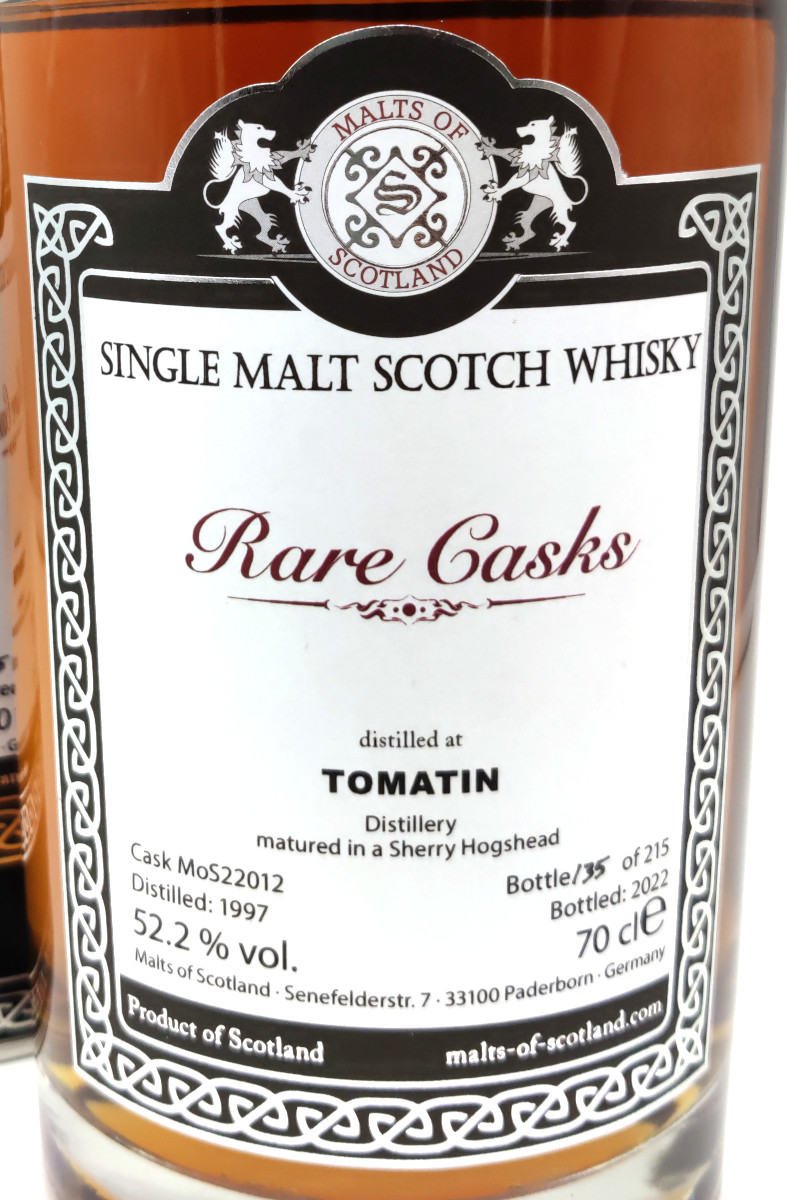 MALTS OF
S
SCOTLAND
SINGLE MALT SCOTCH WHISKY
Rare Casks
distilled at
TOMATIN
Distillery
matured in a Sherry Hogshead
Cask MoS22012
Bottle 135 of 215
Distilled: 1997
Bottled: 2022
52.2 % vol.
70 cl e
Malts of Scotland · Senefelderstr. 7 · 33100 Paderborn · Germany
Product of Scotland
malts-of-scotland.com